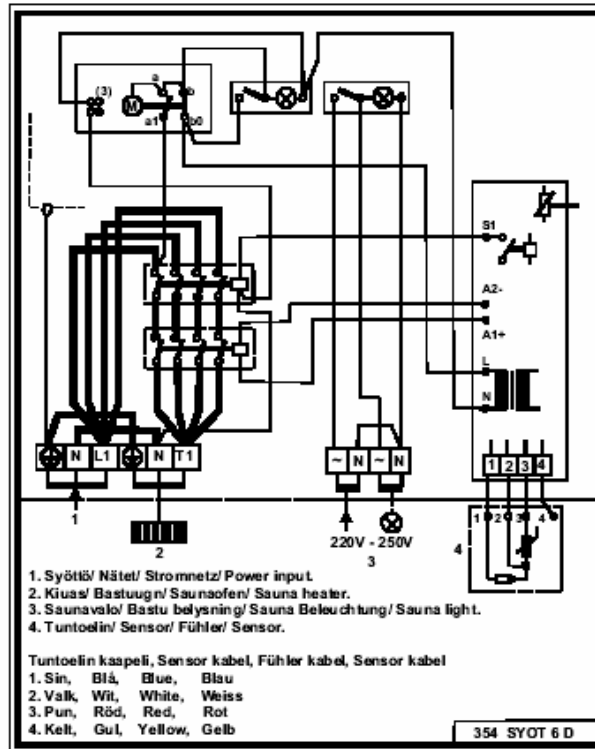 (3)
a
b
M
a1
b0
S1
A2-
A1+
L
N
N L1 N T1
~ N ~ N
1 2 3 4
1
2
220V - 250V
3
4
1 2 3 4
1. Syöttö/ Nätet/ Stromnetz/ Power input.
2. Kiuas/ Bastuugn/ Saunaofen/ Sauna heater.
3. Saunavalo/ Bastu belysning/ Sauna Beleuchtung/ Sauna light.
4. Tuntoelin/ Sensor/ Fühler/ Sensor.
Tuntoelin kaapeli, Sensor kabel, Fühler kabel, Sensor kabel
1. Sin, Blå, Blue, Blau
2. Valk, Wit, White, Weiss
3. Pun, Röd, Red, Rot
4. Kelt, Gul, Yellow, Gelb
354 SYOT 6 D